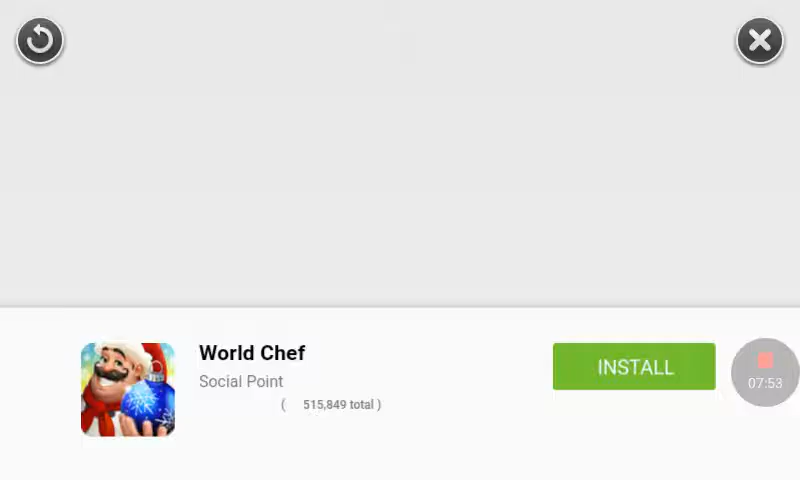 World Chef
Social Point
( 515,849 total )
INSTALL
07:53